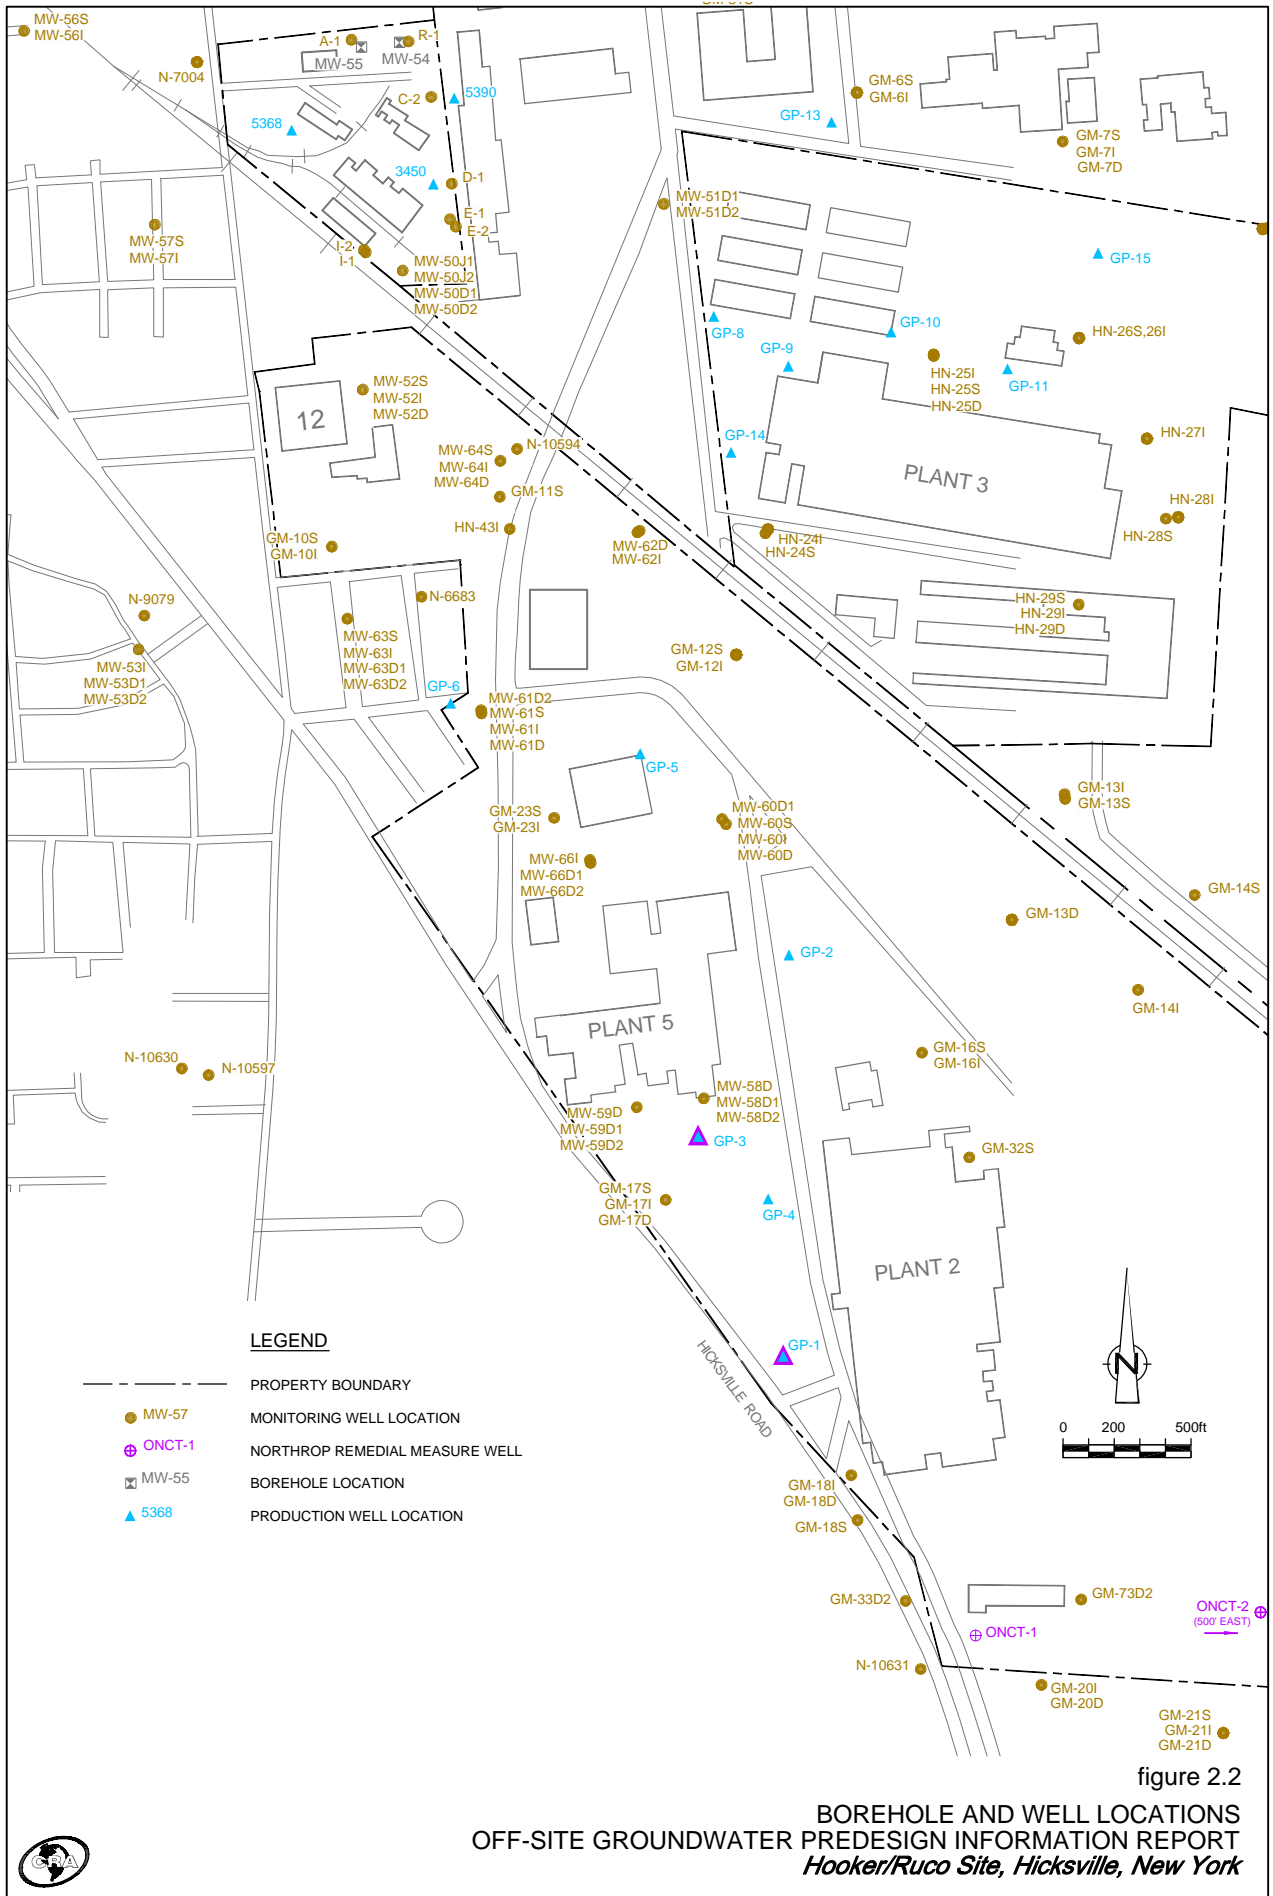 MW-56S
MW-56I
N-7004
A-1
R-1
MW-55
MW-54
C-2
5390
5368
3450
D-1
E-1
E-2
I-2
I-1
MW-50J1
MW-50J2
MW-50D1
MW-50D2
MW-57S
MW-57I
GM-6S
GM-6I
GP-13
GM-7S
GM-7I
GM-7D
MW-51D1
MW-51D2
GP-15
GP-8
GP-10
GP-9
HN-26S,26I
HN-25I
HN-25S
HN-25D
GP-11
12
MW-52S
MW-52I
MW-52D
GP-14
HN-27I
PLANT 3
N-10594
MW-64S
MW-64I
MW-64D
GM-11S
HN-43I
HN-28I
HN-28S
GM-10S
GM-10I
MW-62D
MW-62I
HN-24I
HN-24S
N-9079
N-6683
HN-29S
HN-29I
HN-29D
MW-63S
MW-63I
MW-63D1
MW-63D2
MW-53I
MW-53D1
MW-53D2
GM-12S
GM-12I
GP-6
MW-61D2
MW-61S
MW-61I
MW-61D
GP-5
GM-13I
GM-13S
GM-23S
GM-23I
MW-60D1
MW-60S
MW-60I
MW-60D
MW-66I
MW-66D1
MW-66D2
GM-14S
GM-13D
GP-2
GM-14I
PLANT 5
GM-16S
GM-16I
N-10630
N-10597
MW-58D
MW-58D1
MW-58D2
MW-59D
MW-59D1
MW-59D2
GP-3
GM-32S
GM-17S
GM-17I
GM-17D
GP-4
PLANT 2
GP-1
HICKSVILLE ROAD
N
0 200 500ft
LEGEND
PROPERTY BOUNDARY
MW-57 MONITORING WELL LOCATION
ONCT-1 NORTHROP REMEDIAL MEASURE WELL
MW-55 BOREHOLE LOCATION
5368 PRODUCTION WELL LOCATION
GM-18I
GM-18D
GM-18S
GM-33D2
GM-73D2
ONCT-2
(500' EAST)
ONCT-1
N-10631
GM-20I
GM-20D
GM-21S
GM-21I
GM-21D
figure 2.2
BOREHOLE AND WELL LOCATIONS
OFF-SITE GROUNDWATER PREDESIGN INFORMATION REPORT
Hooker/Ruco Site, Hicksville, New York
CRA